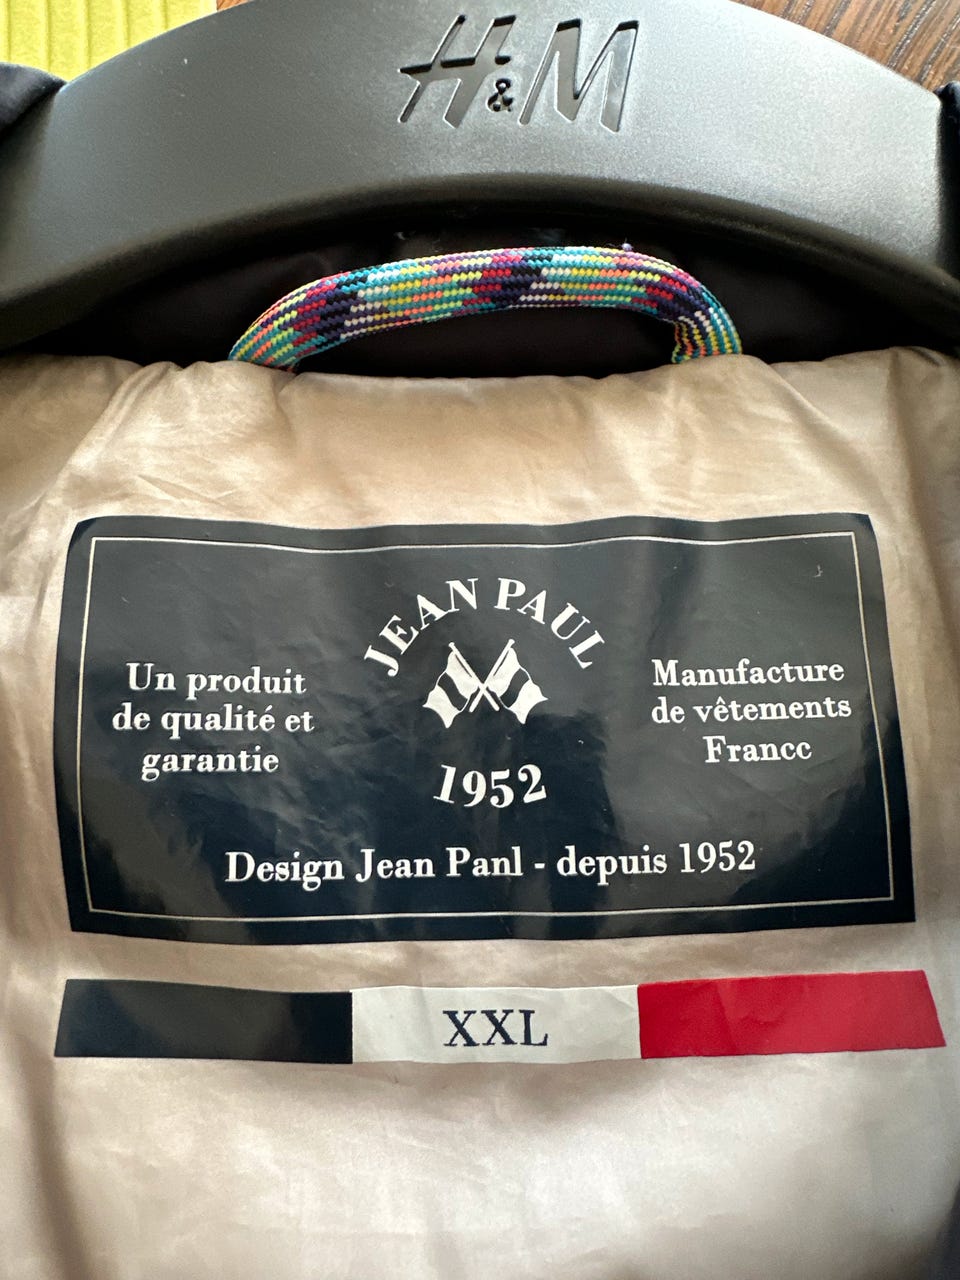 H&M
JEAN PAUL
Un produit
de qualité et
garantie
Manufacture
de vêtements
Francc
1952
Design Jean Panl - depuis 1952
XXL